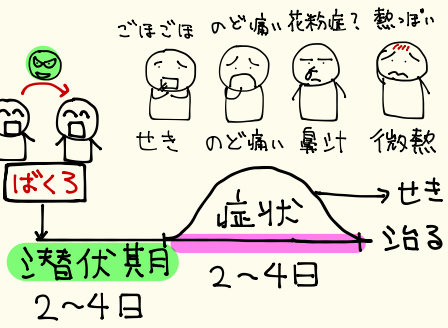 ごほごほ
のど痛い
花粉症？
熱っぽい
せき
のど痛い
鼻汁
微熱
ばくろ
症状
せき
治る
潜伏期月
2〜4日
2〜4日